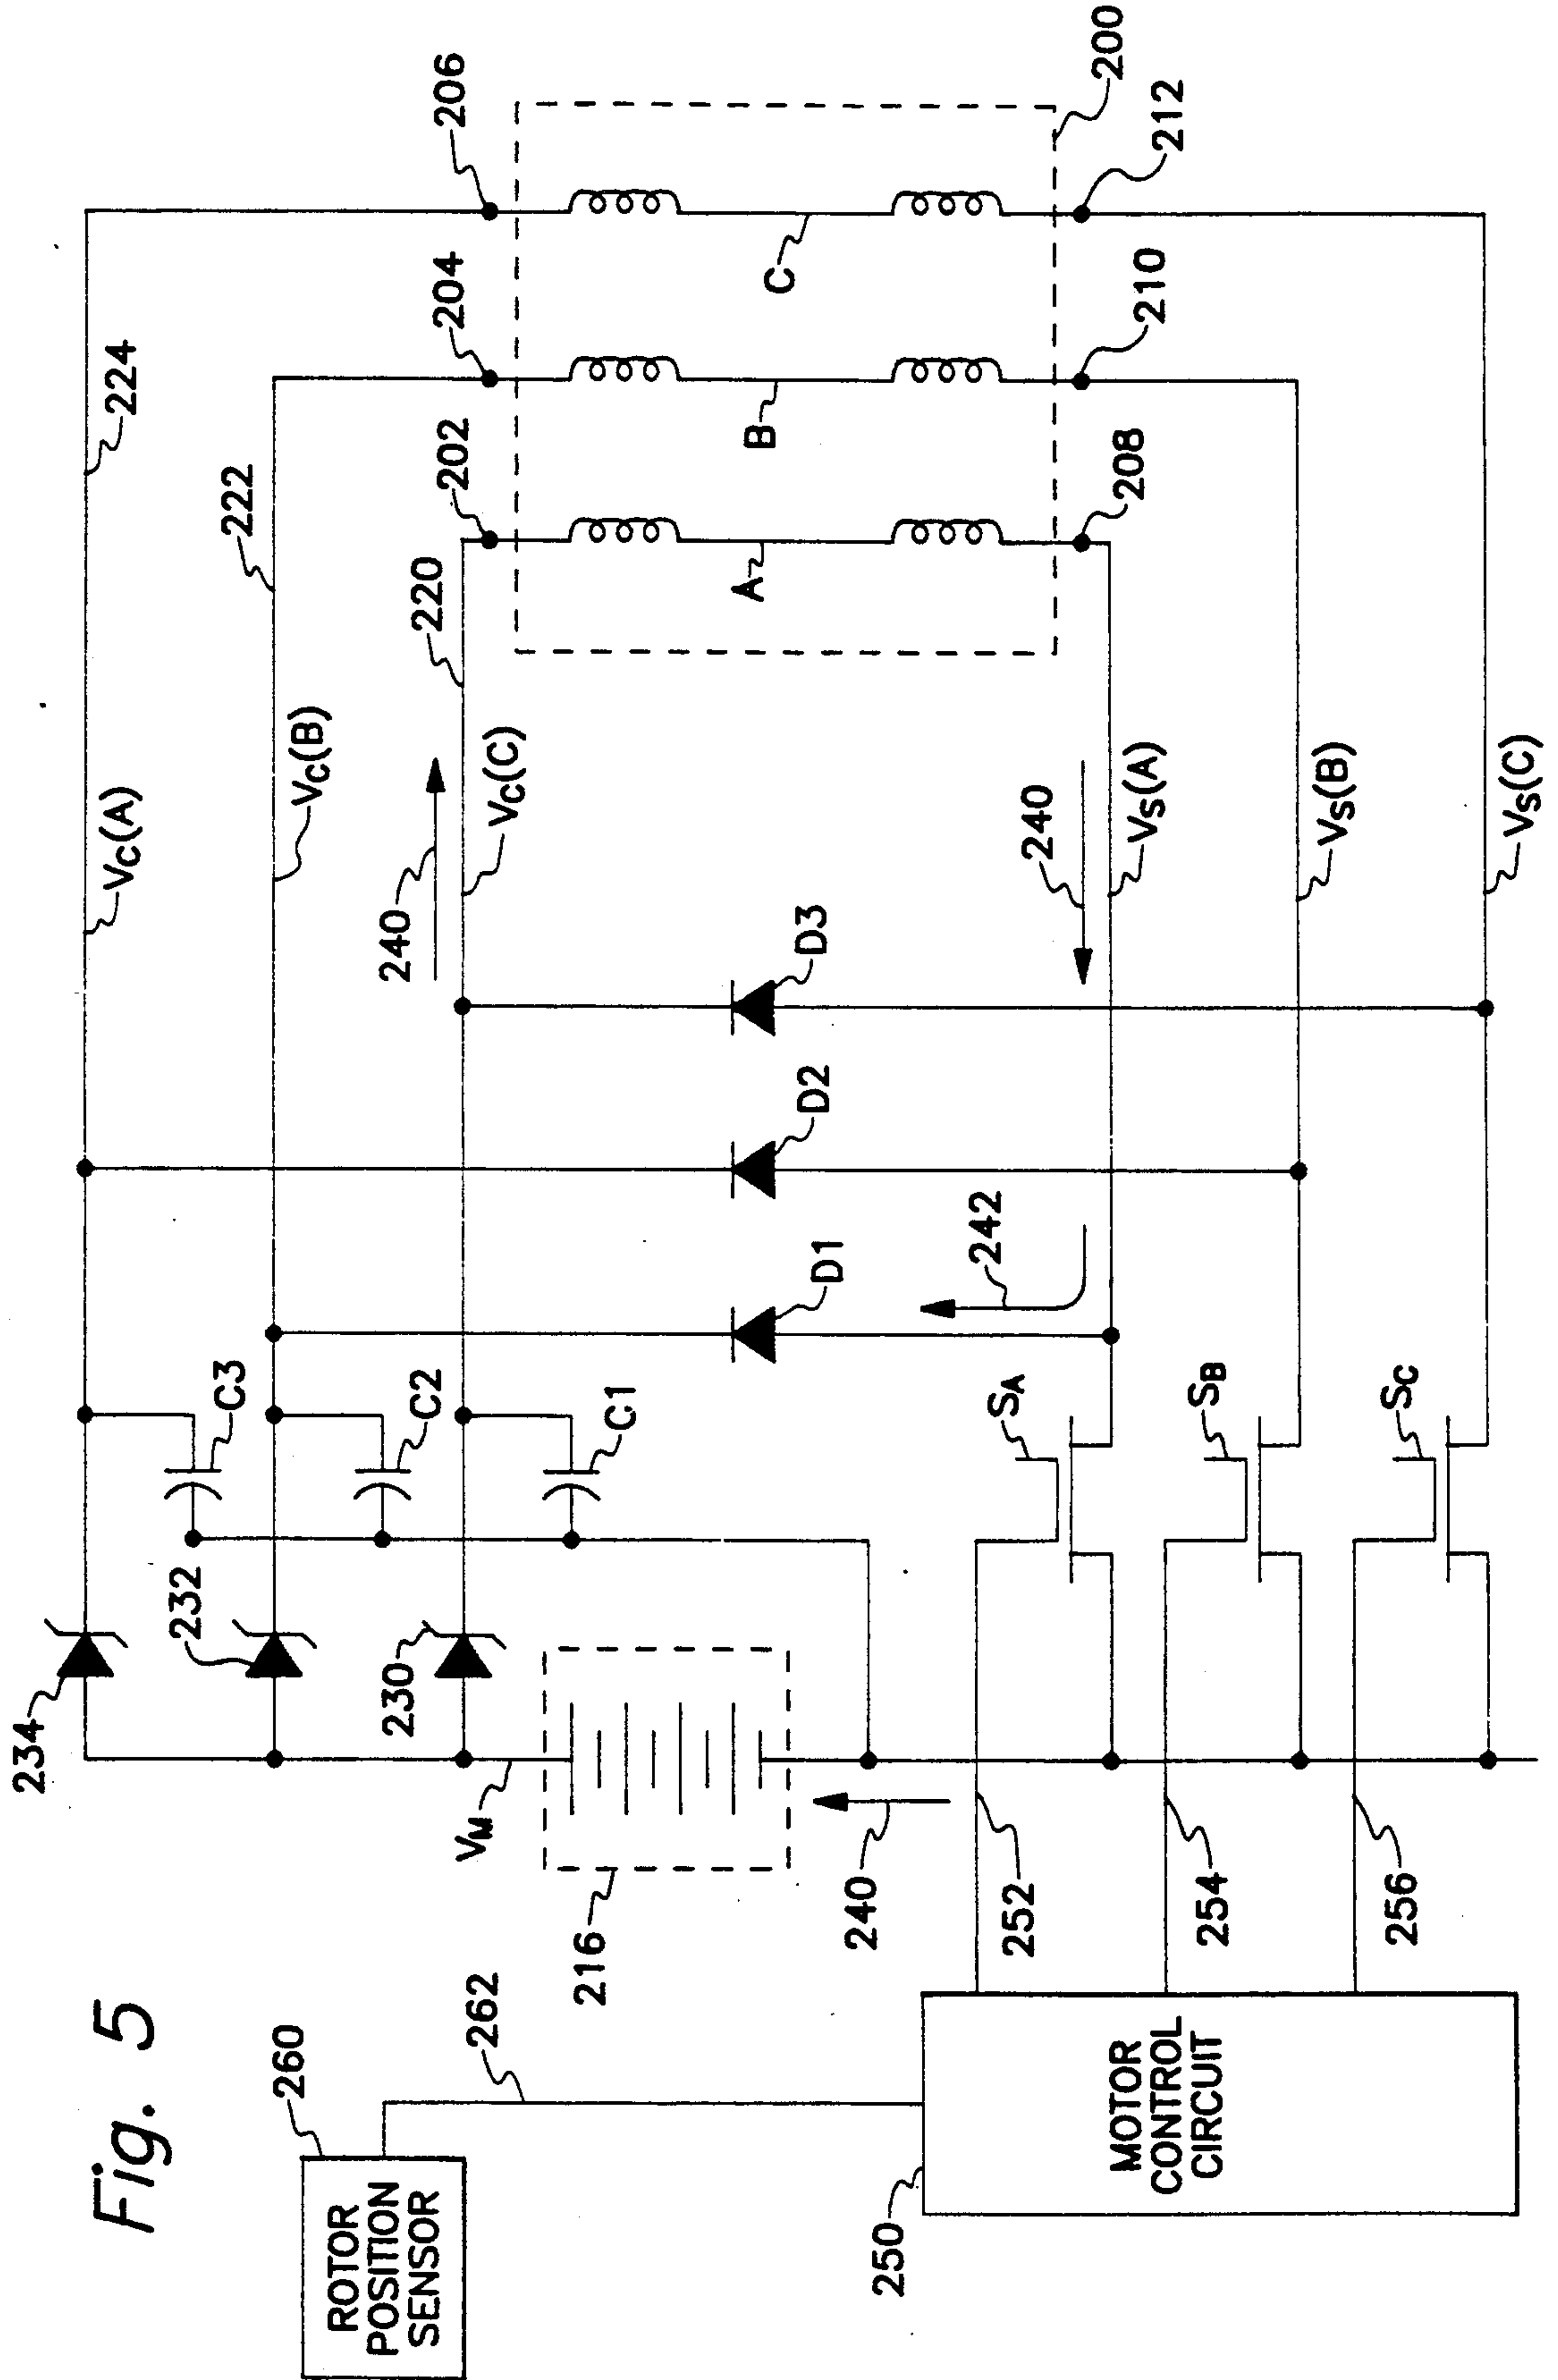 Fig. 5
ROTOR
POSITION
SENSOR
260
262
MOTOR
CONTROL
CIRCUIT
250
252
254
256
216
VM
240
234
232
230
C3
C2
C1
SA
SB
SC
D1
D2
D3
242
240
240
VC(A)
VC(B)
VC(C)
VS(A)
VS(B)
VS(C)
220
222
224
202
204
206
A
B
C
208
210
212
200